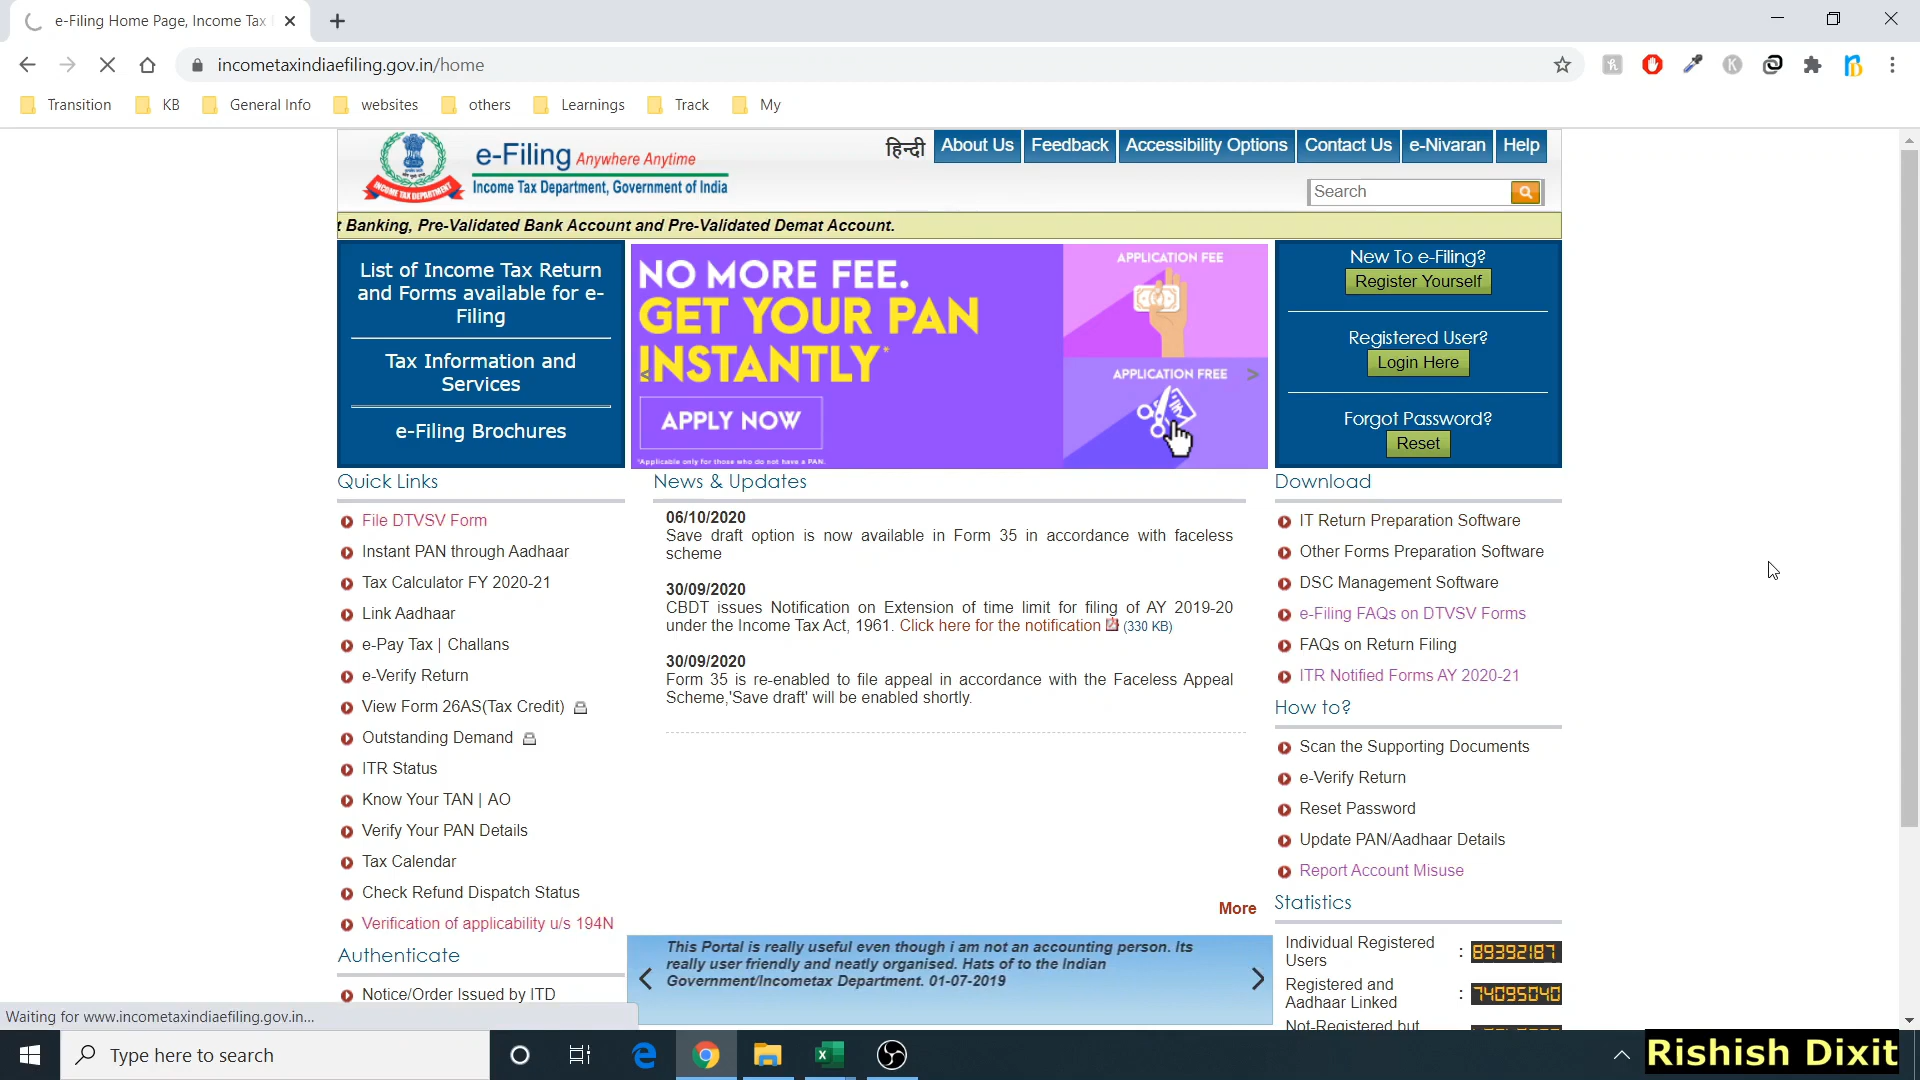 e-Filing Home Page, Income Tax
incometaxindiaefiling.gov.in/home
Transition KB General Info websites others Learnings Track My
e-Filing Anywhere Anytime
Income Tax Department, Government of India
INCOME TAX DEPARTMENT
हिन्दी About Us Feedback Accessibility Options Contact Us e-Nivaran Help
Search
t Banking, Pre-Validated Bank Account and Pre-Validated Demat Account.
List of Income Tax Return
and Forms available for e-
Filing
Tax Information and
Services
e-Filing Brochures
NO MORE FEE.
GET YOUR PAN
INSTANTLY*
APPLY NOW
*Applicable only for those who do not have a PAN.
APPLICATION FEE
APPLICATION FREE
New To e-Filing?
Register Yourself
Registered User?
Login Here
Forgot Password?
Reset
Quick Links
File DTVSV Form
Instant PAN through Aadhaar
Tax Calculator FY 2020-21
Link Aadhaar
e-Pay Tax | Challans
e-Verify Return
View Form 26AS(Tax Credit)
Outstanding Demand
ITR Status
Know Your TAN | AO
Verify Your PAN Details
Tax Calendar
Check Refund Dispatch Status
Verification of applicability u/s 194N
Authenticate
Notice/Order Issued by ITD
News & Updates
06/10/2020
Save draft option is now available in Form 35 in accordance with faceless
scheme
30/09/2020
CBDT issues Notification on Extension of time limit for filing of AY 2019-20
under the Income Tax Act, 1961. Click here for the notification (330 KB)
30/09/2020
Form 35 is re-enabled to file appeal in accordance with the Faceless Appeal
Scheme,'Save draft' will be enabled shortly.
More
This Portal is really useful even though i am not an accounting person. Its
really user friendly and neatly organised. Hats of to the Indian
Government/Incometax Department. 01-07-2019
Download
IT Return Preparation Software
Other Forms Preparation Software
DSC Management Software
e-Filing FAQs on DTVSV Forms
FAQs on Return Filing
ITR Notified Forms AY 2020-21
How to?
Scan the Supporting Documents
e-Verify Return
Reset Password
Update PAN/Aadhaar Details
Report Account Misuse
Statistics
Individual Registered
Users : 89392187
Registered and
Aadhaar Linked : 74095040
Not-Registered but
Waiting for www.incometaxindiaefiling.gov.in...
Type here to search
Rishish Dixit